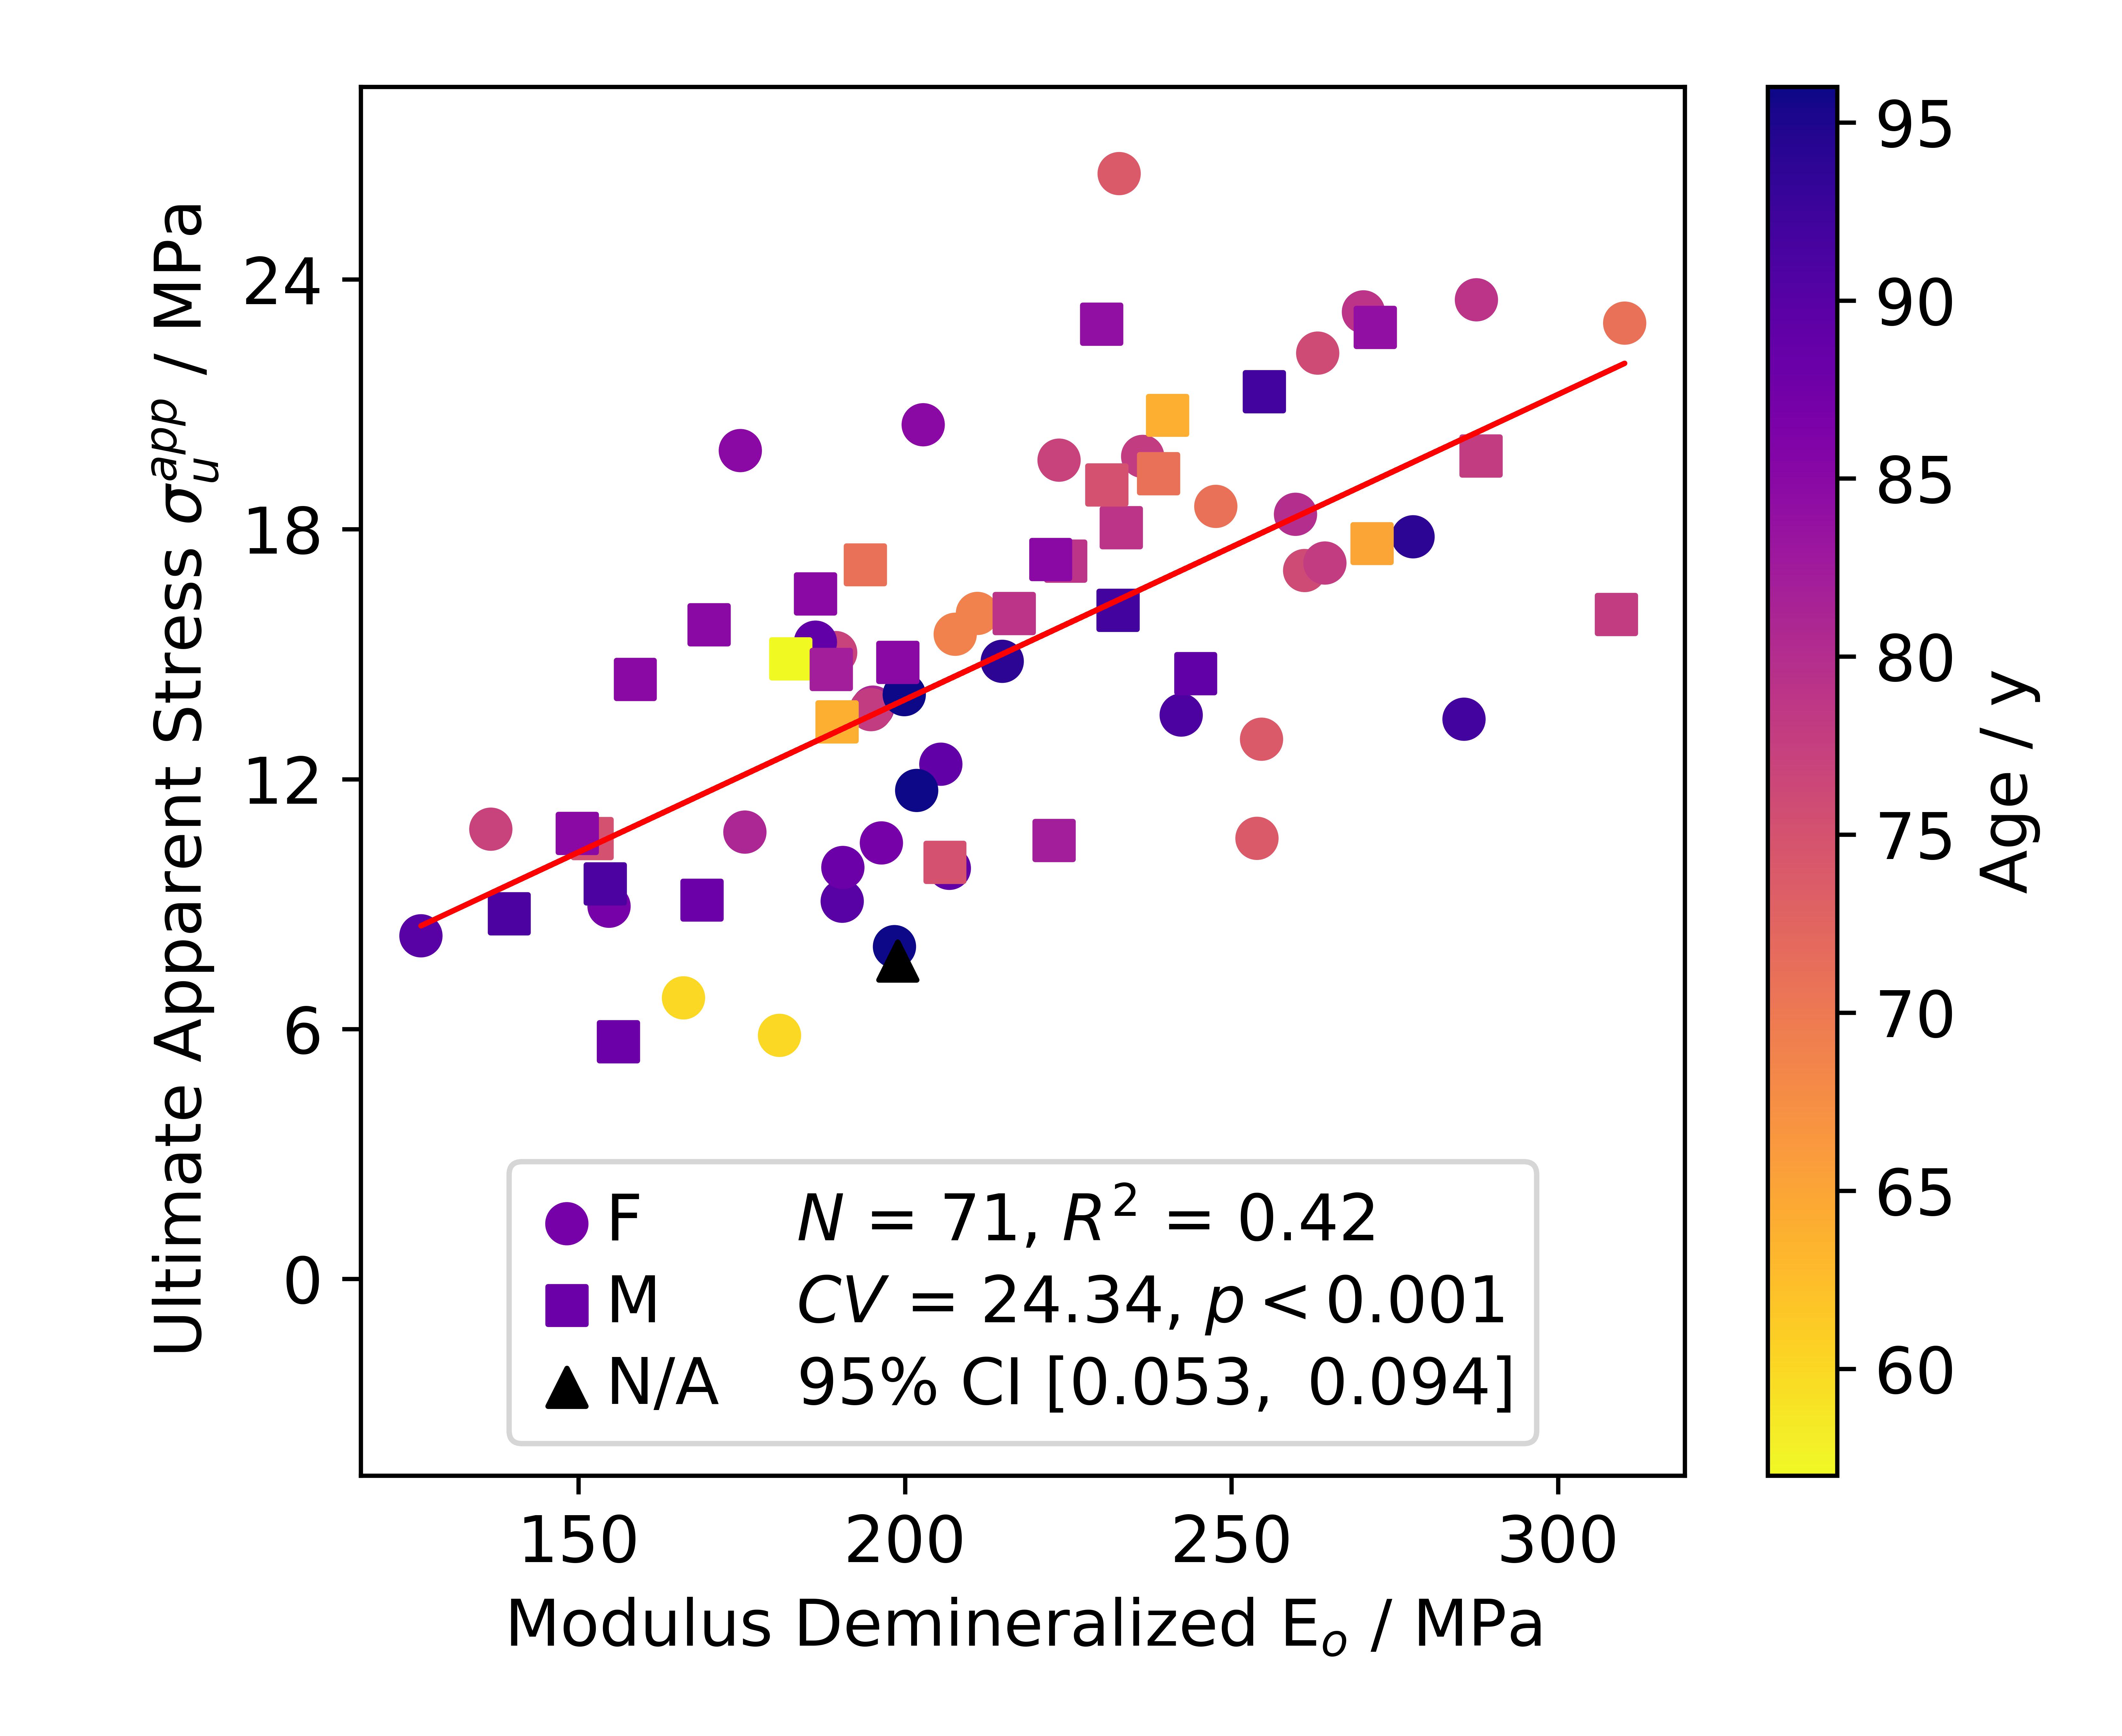 Ultimate Apparent Stress σ_u^app / MPa
24
18
12
6
0
F N = 71, R² = 0.42
M CV = 24.34, p < 0.001
N/A 95% CI [0.053, 0.094]
150 200 250 300
Modulus Demineralized E_o / MPa
95
90
85
80
75
70
65
60
Age / y